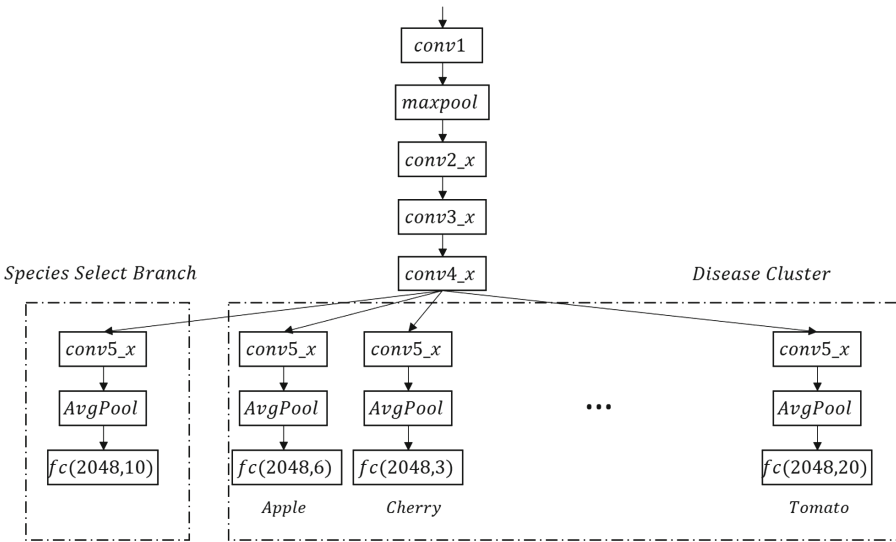 conv1
maxpool
conv2_x
conv3_x
conv4_x
Species Select Branch
Disease Cluster
conv5_x conv5_x conv5_x conv5_x
AvgPool AvgPool AvgPool ... AvgPool
fc(2048,10) fc(2048,6) fc(2048,3) fc(2048,20)
Apple Cherry Tomato